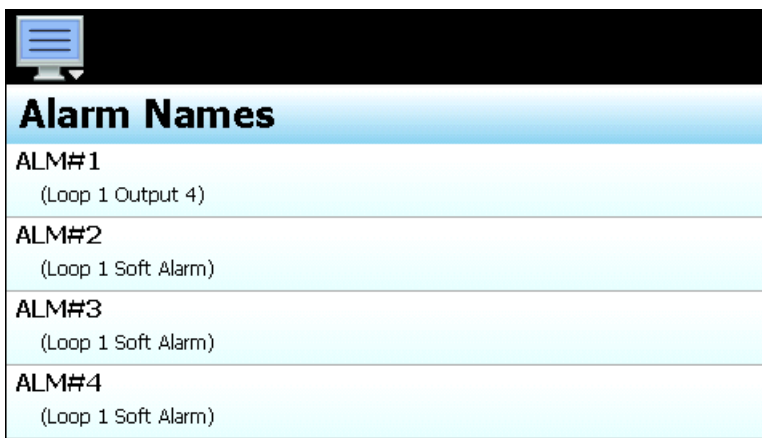 Alarm Names
ALM#1
(Loop 1 Output 4)
ALM#2
(Loop 1 Soft Alarm)
ALM#3
(Loop 1 Soft Alarm)
ALM#4
(Loop 1 Soft Alarm)